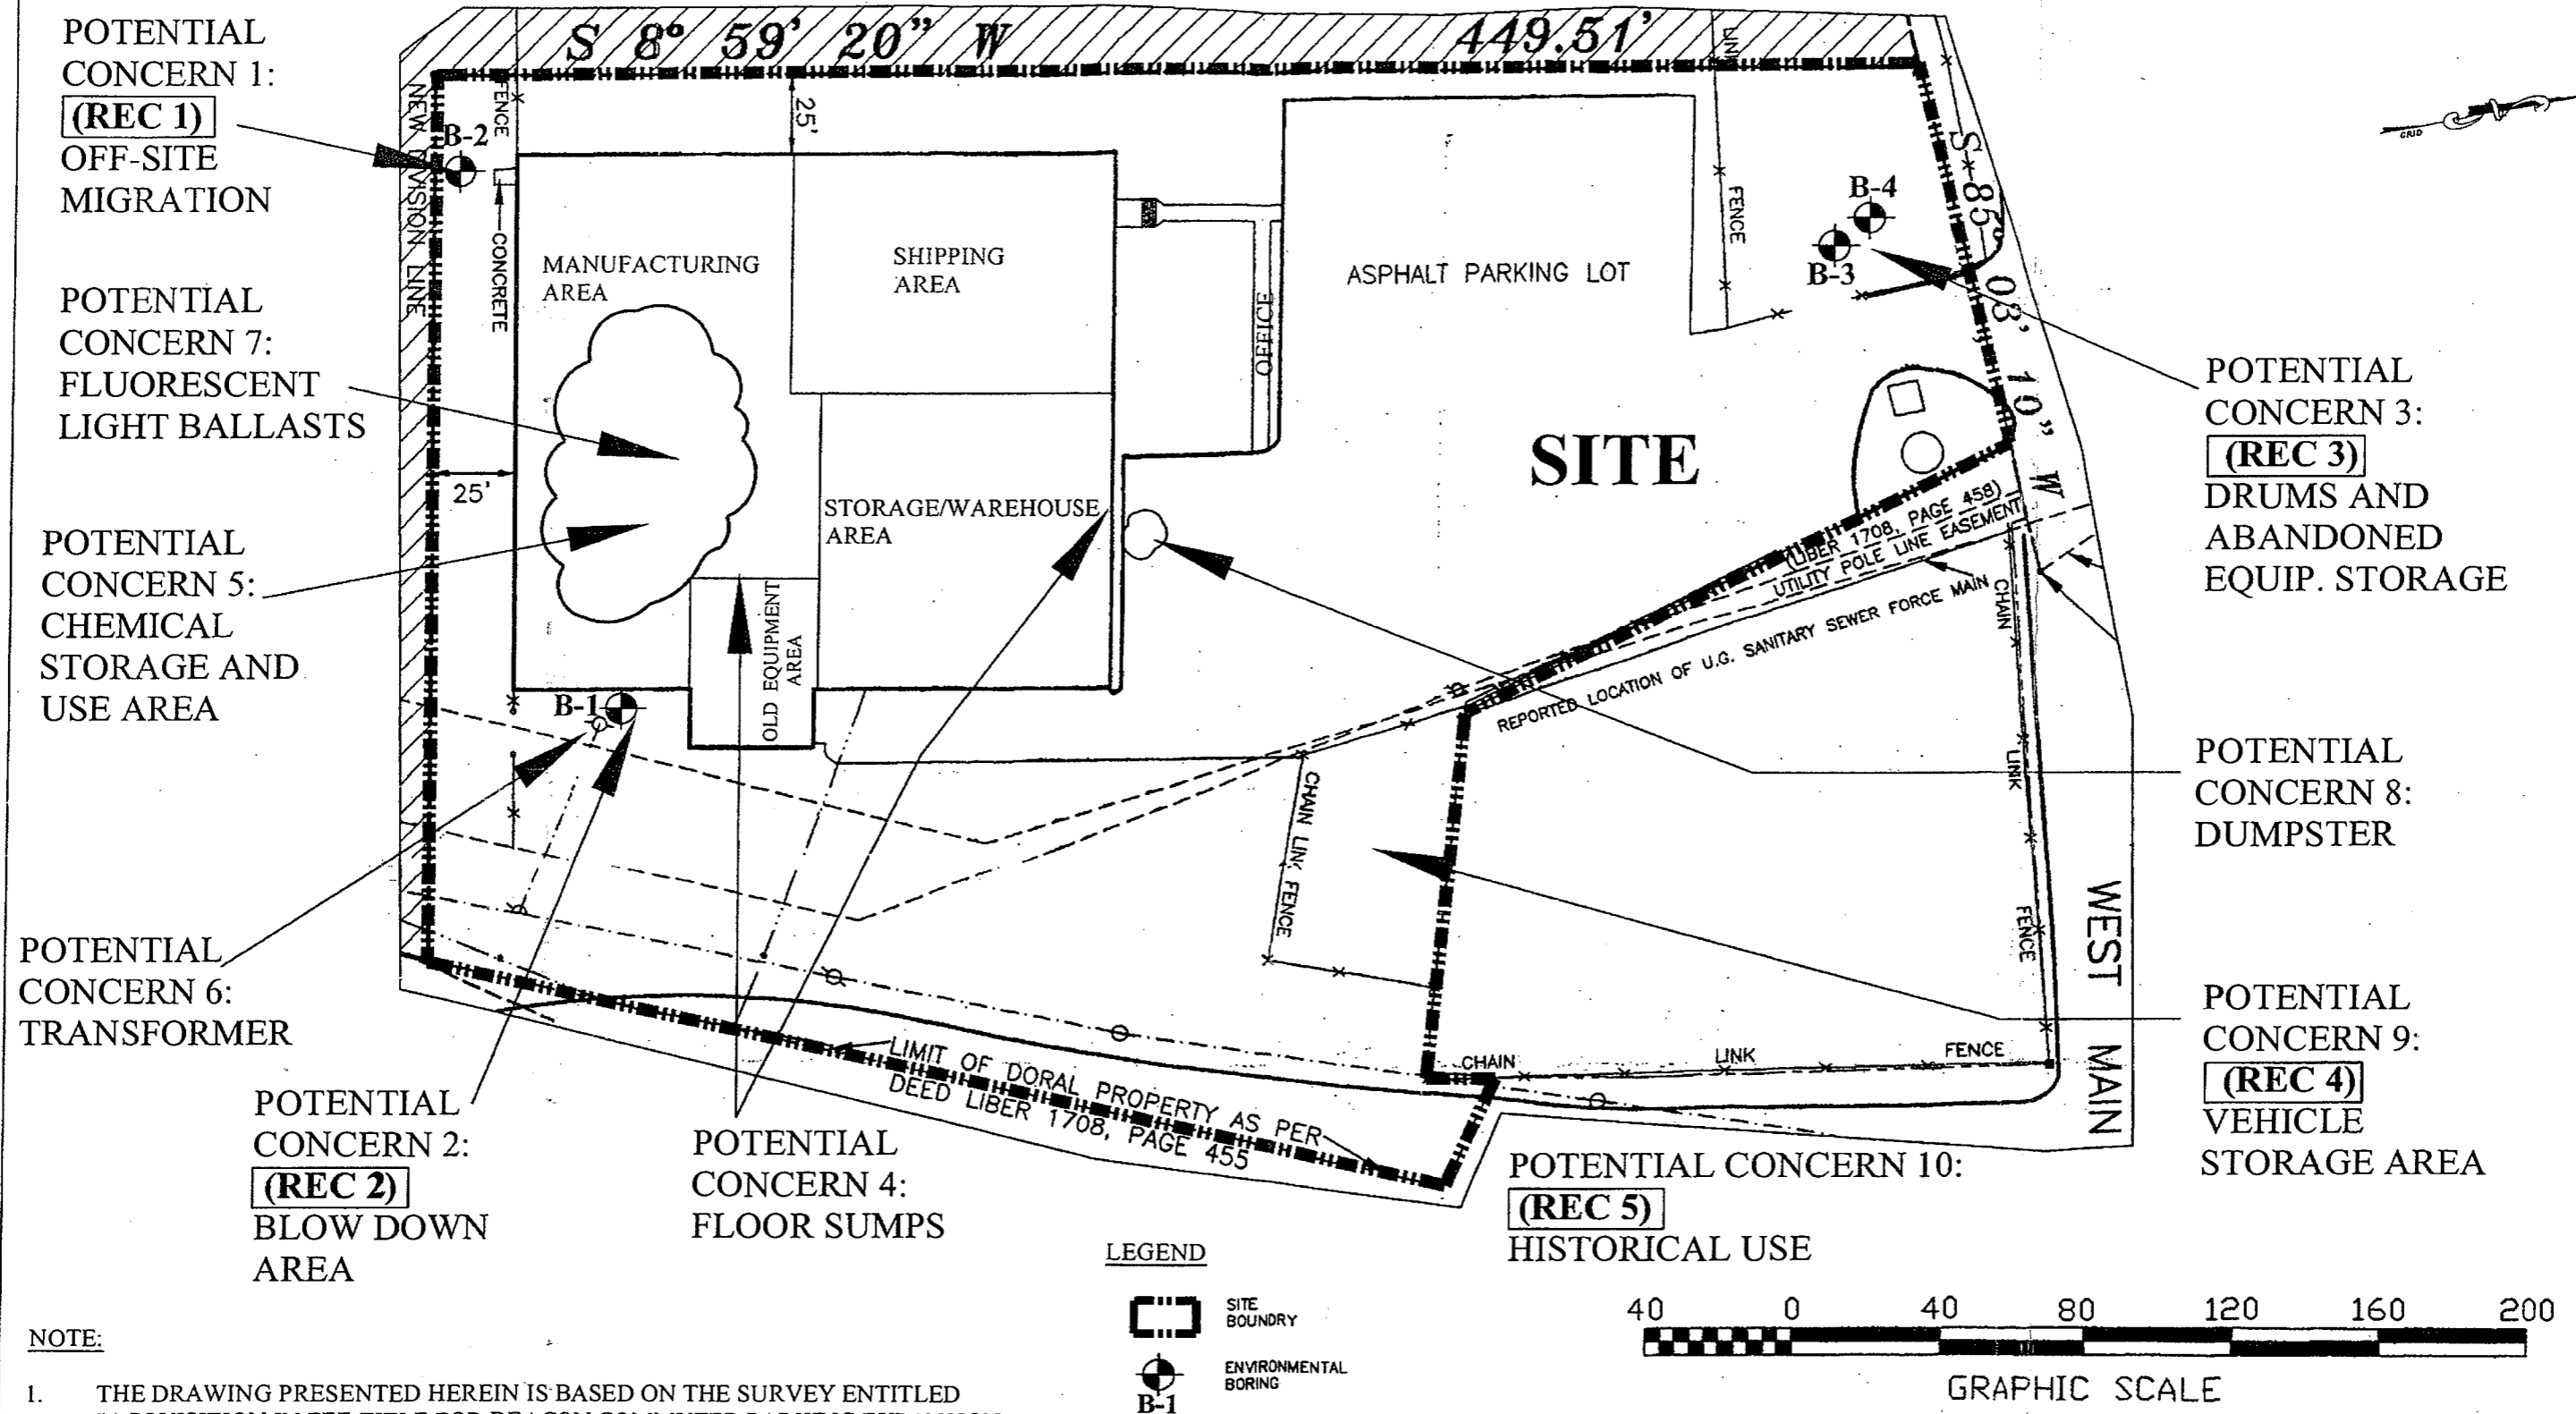 S 8° 59' 20" W
449.51'
POTENTIAL
CONCERN 1:
(REC 1)
OFF-SITE
MIGRATION
POTENTIAL
CONCERN 7:
FLUORESCENT
LIGHT BALLASTS
POTENTIAL
CONCERN 5:
CHEMICAL
STORAGE AND
USE AREA
POTENTIAL
CONCERN 6:
TRANSFORMER
POTENTIAL
CONCERN 2:
(REC 2)
BLOW DOWN
AREA
POTENTIAL
CONCERN 4:
FLOOR SUMPS
NEW DIVISION LINE
FENCE
B-2
CONCRETE
25'
25'
MANUFACTURING
AREA
SHIPPING
AREA
STORAGE/WAREHOUSE
AREA
OLD EQUIPMENT
AREA
B-1
OFFICE
ASPHALT PARKING LOT
SITE
LINK
FENCE
B-4
B-3
S 85° 03' 10" W
GRID
(LIBER 1708, PAGE 458)
UTILITY POLE LINE EASEMENT
REPORTED LOCATION OF U.G. SANITARY SEWER FORCE MAIN
CHAIN
LINK
FENCE
CHAIN LINK FENCE
CHAIN LINK FENCE
WEST MAIN
LIMIT OF DORAL PROPERTY AS PER
DEED LIBER 1708, PAGE 455
POTENTIAL
CONCERN 3:
(REC 3)
DRUMS AND
ABANDONED
EQUIP. STORAGE
POTENTIAL
CONCERN 8:
DUMPSTER
POTENTIAL
CONCERN 9:
(REC 4)
VEHICLE
STORAGE AREA
POTENTIAL CONCERN 10:
(REC 5)
HISTORICAL USE
LEGEND
SITE
BOUNDRY
ENVIRONMENTAL
BORING
B-1
40 0 40 80 120 160 200
GRAPHIC SCALE
NOTE:
1. THE DRAWING PRESENTED HEREIN IS BASED ON THE SURVEY ENTITLED